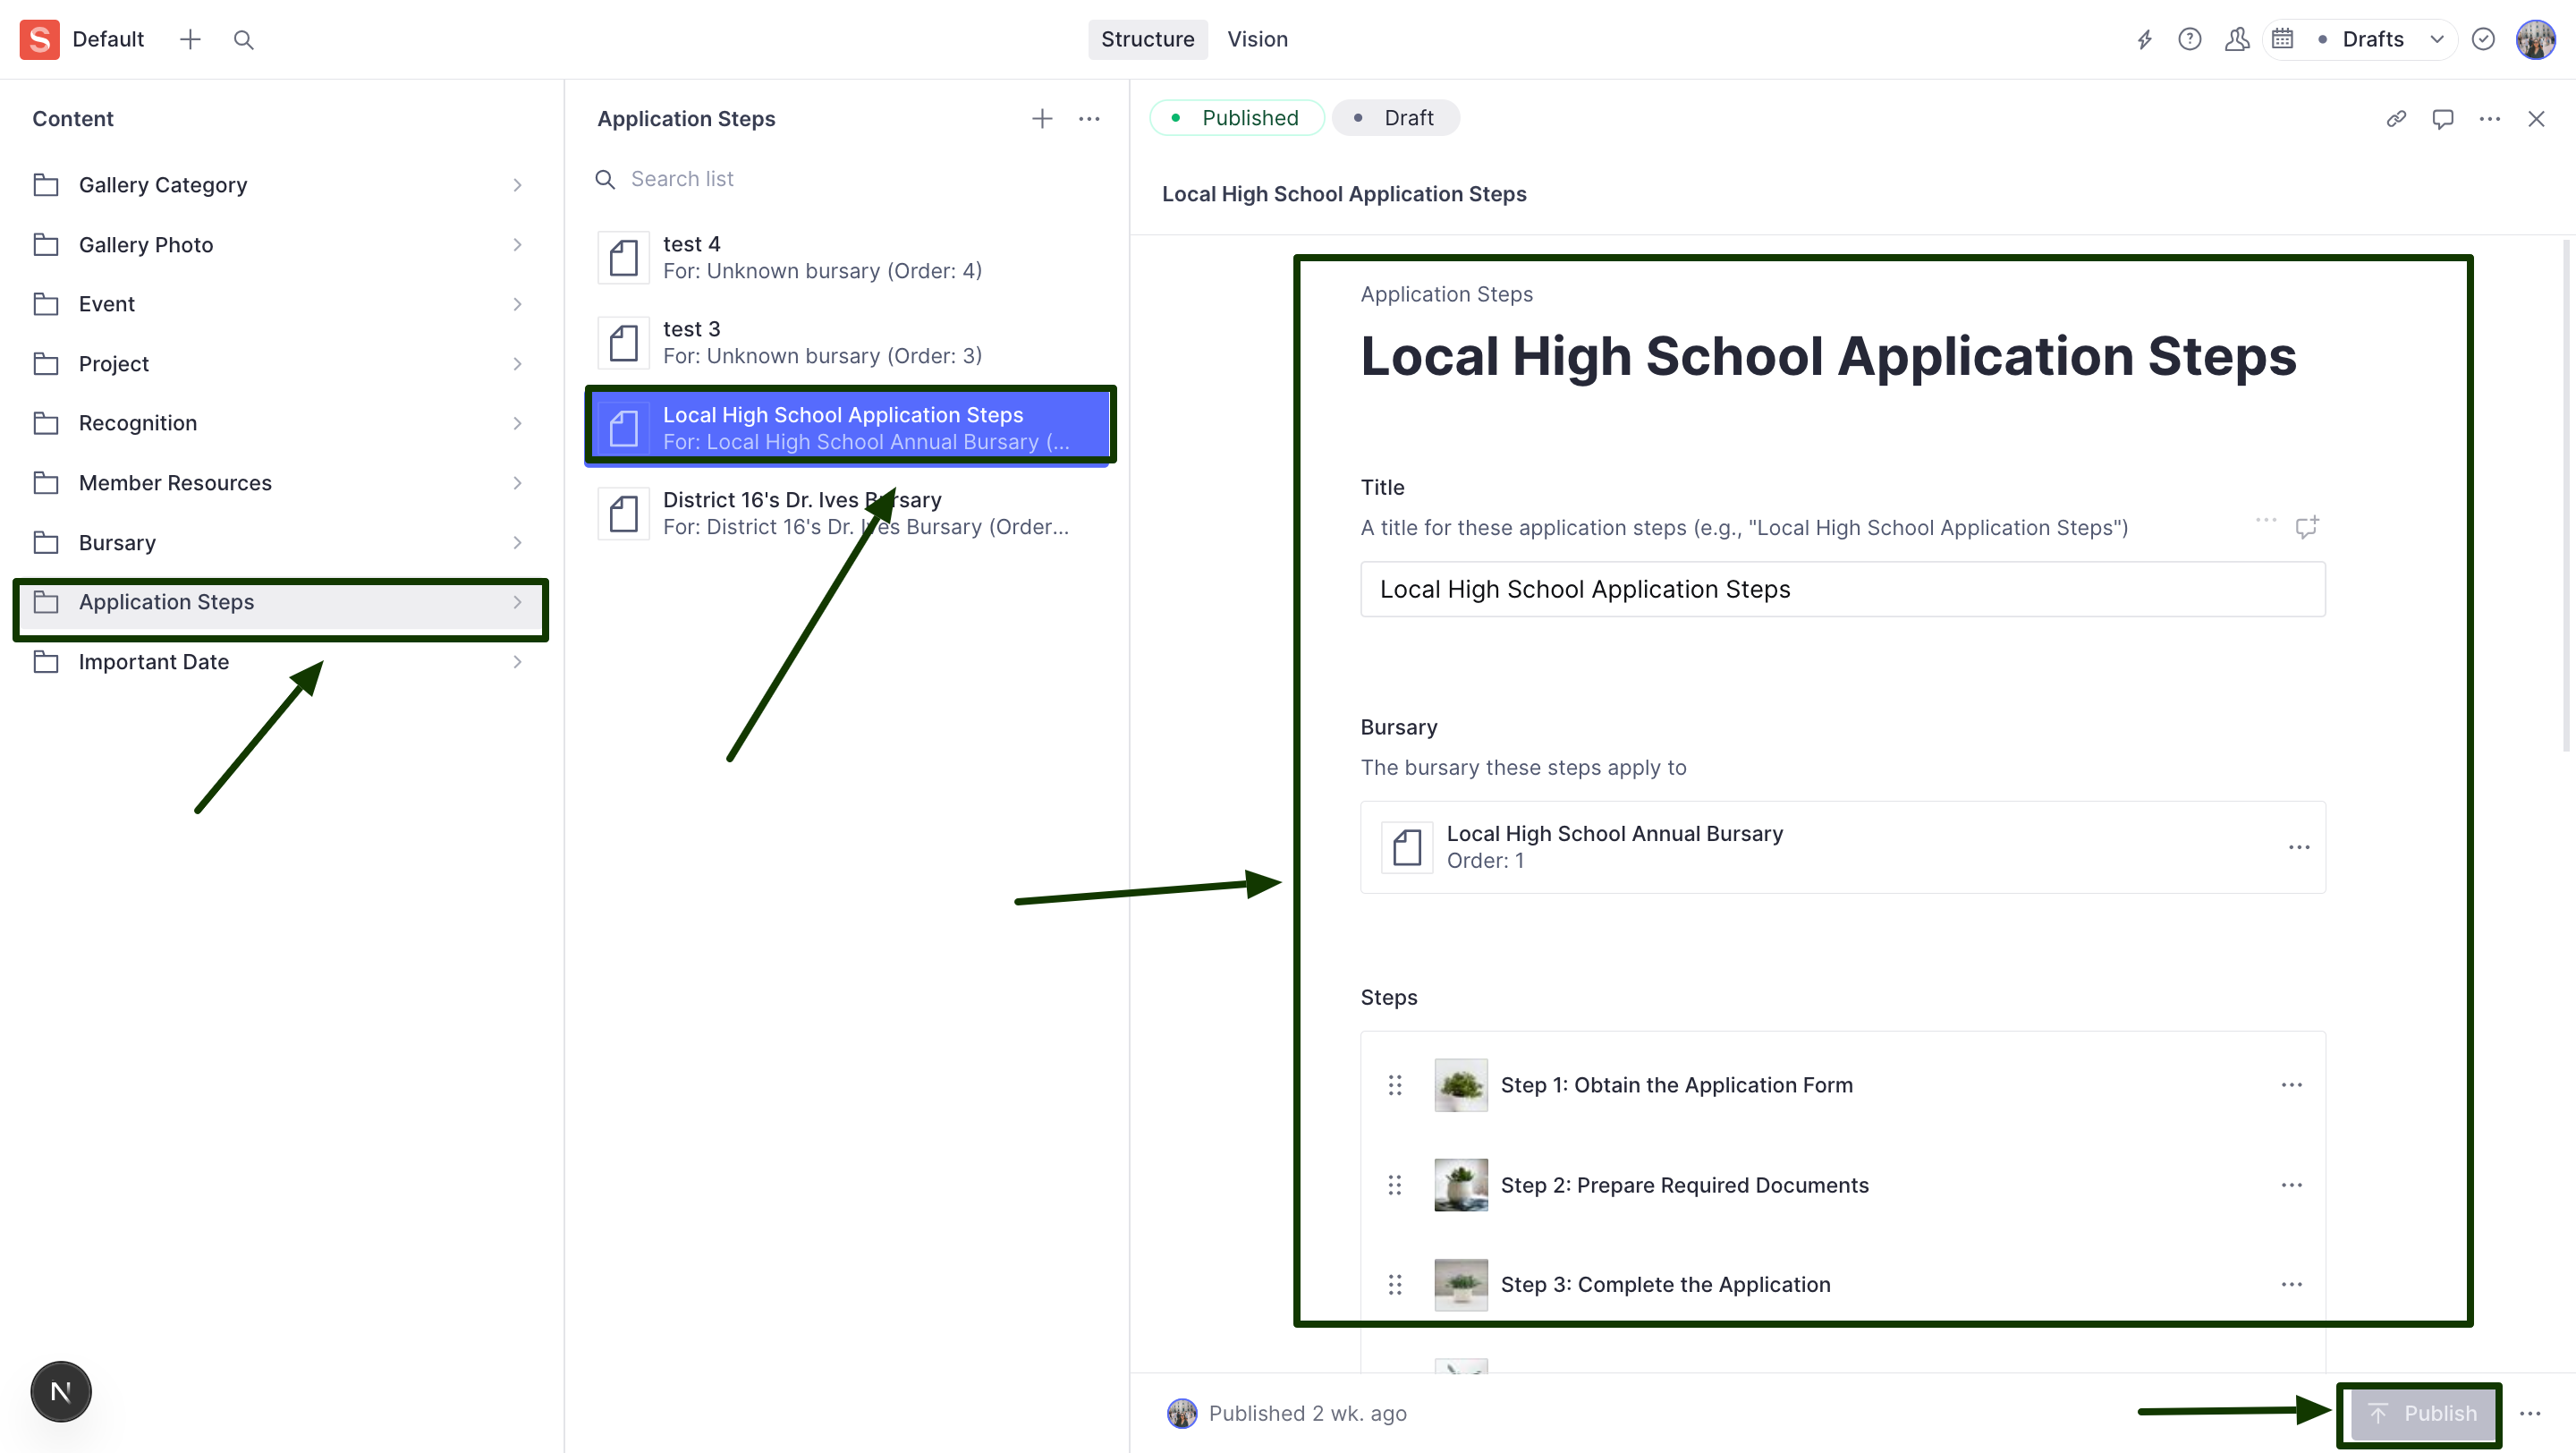 S Default
Structure Vision
Drafts
Content
Gallery Category
Gallery Photo
Event
Project
Recognition
Member Resources
Bursary
Application Steps
Important Date
N
Application Steps
Search list
test 4
For: Unknown bursary (Order: 4)
test 3
For: Unknown bursary (Order: 3)
Local High School Application Steps
For: Local High School Annual Bursary (...
District 16's Dr. Ives Bursary
For: District 16's Dr. Ives Bursary (Order...
Published Draft
Local High School Application Steps
Application Steps
Local High School Application Steps
Title
A title for these application steps (e.g., "Local High School Application Steps")
Local High School Application Steps
Bursary
The bursary these steps apply to
Local High School Annual Bursary
Order: 1
Steps
Step 1: Obtain the Application Form
Step 2: Prepare Required Documents
Step 3: Complete the Application
Published 2 wk. ago
Publish